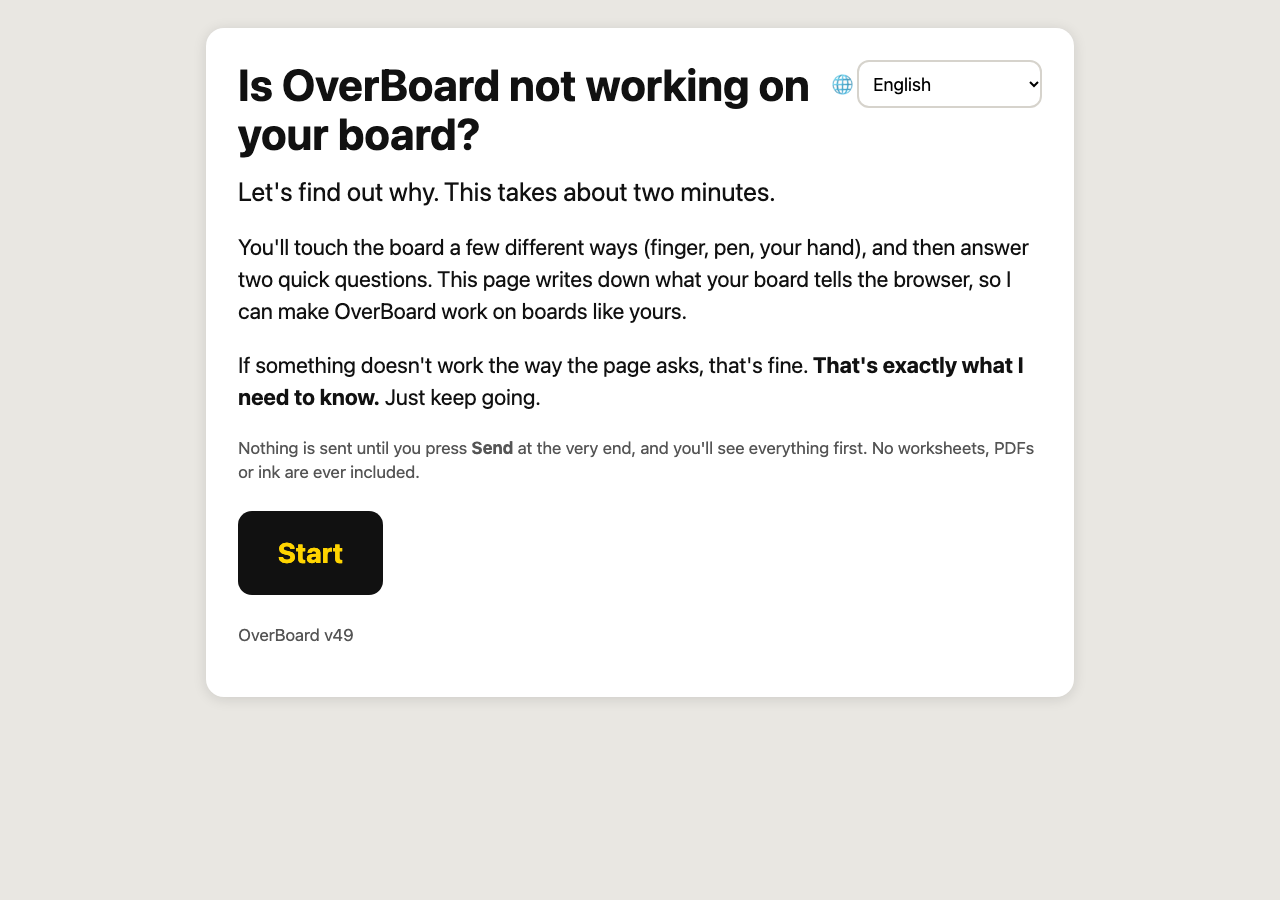 Is OverBoard not working on
your board?
English
Let's find out why. This takes about two minutes.
You'll touch the board a few different ways (finger, pen, your hand), and then answer
two quick questions. This page writes down what your board tells the browser, so I
can make OverBoard work on boards like yours.
If something doesn't work the way the page asks, that's fine. That's exactly what I
need to know. Just keep going.
Nothing is sent until you press Send at the very end, and you'll see everything first. No worksheets, PDFs
or ink are ever included.
Start
OverBoard v49